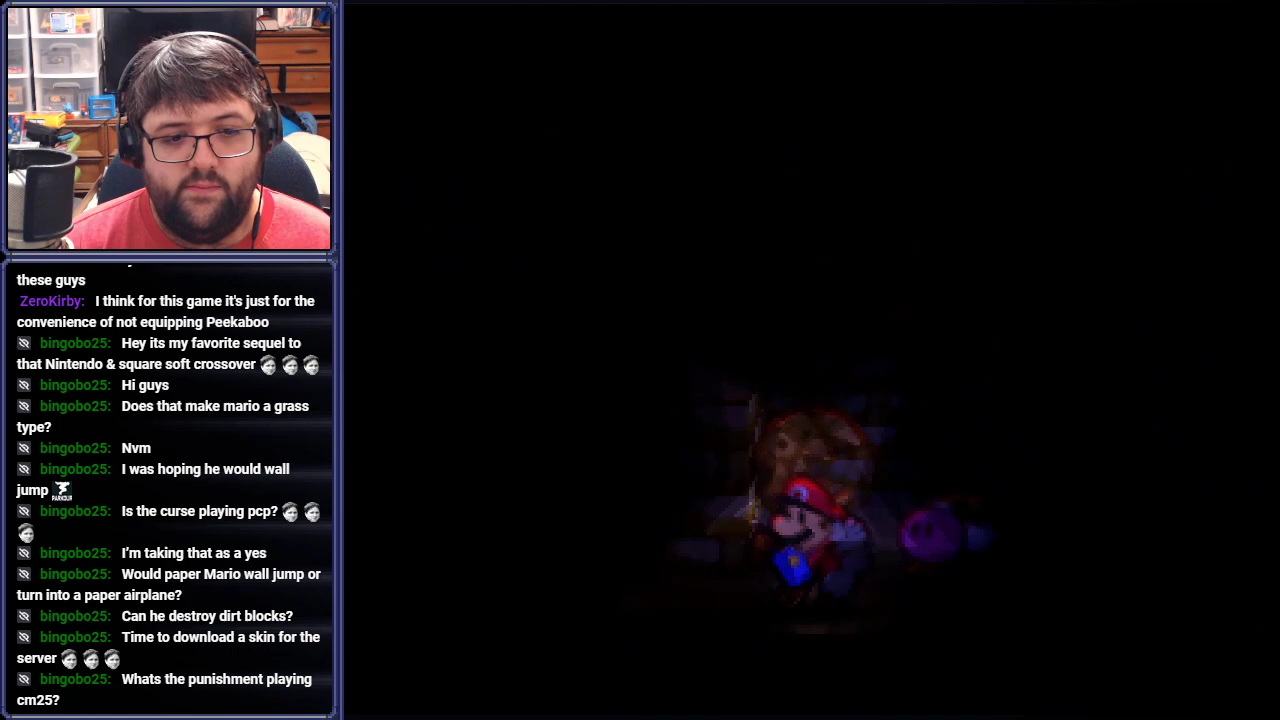 these guys
ZeroKirby: I think for this game it's just for the
convenience of not equipping Peekaboo
bingobo25: Hey its my favorite sequel to
that Nintendo & square soft crossover
bingobo25: Hi guys
bingobo25: Does that make mario a grass
type?
bingobo25: Nvm
bingobo25: I was hoping he would wall
jump PARKOUR
bingobo25: Is the curse playing pcp?
bingobo25: I'm taking that as a yes
bingobo25: Would paper Mario wall jump or
turn into a paper airplane?
bingobo25: Can he destroy dirt blocks?
bingobo25: Time to download a skin for the
server
bingobo25: Whats the punishment playing
cm25?